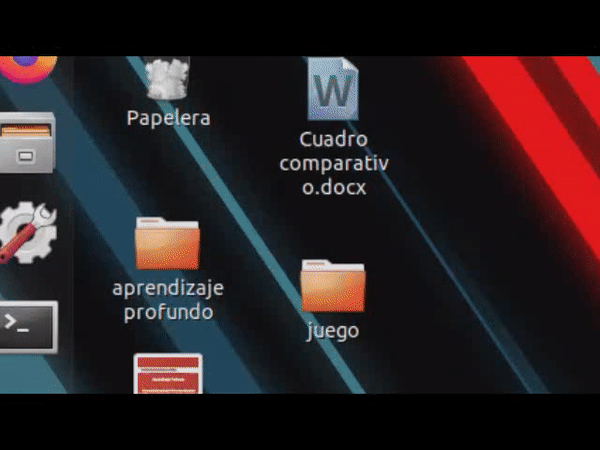 Papelera
W
Cuadro
comparativ
o.docx
aprendizaje
profundo
juego
>_